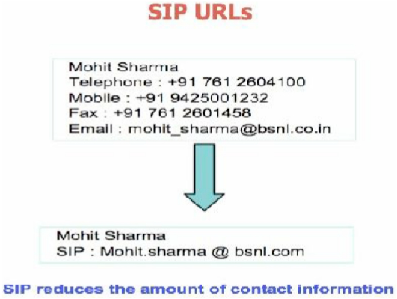 SIP URLs
Mohit Sharma
Telephone : +91 761 2604100
Mobile : +91 9425001232
Fax : +91 761 2601458
Email : mohit_sharma@bsnl.co.in
Mohit Sharma
SIP : Mohit.sharma @ bsnl.com
SIP reduces the amount of contact information